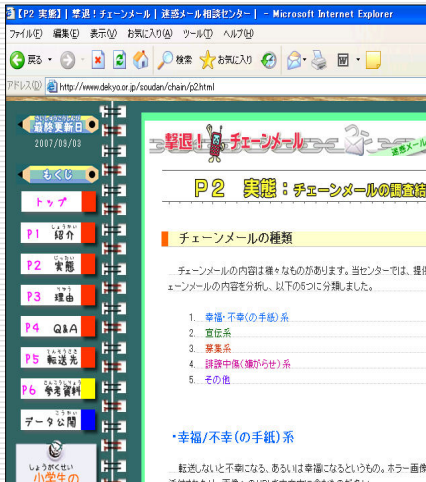 【P2 実態】| 撃退!チェーンメール | 迷惑メール相談センター | - Microsoft Internet Explorer
ファイル(F) 編集(E) 表示(V) お気に入り(A) ツール(T) ヘルプ(H)
戻る 検索 お気に入り
アドレス(D) http://www.dekyo.or.jp/soudan/chain/p2.html
最終更新日
2007/09/03
もくじ
トップ
P1 紹介
P2 実態
P3 理由
P4 Q&A
P5 転送先
P6 参考資料
データ公開
小学生の
撃退!チェーンメール
迷惑メール
P2 実態:チェーンメールの調査結
チェーンメールの種類
チェーンメールの内容は様々なものがあります。当センターでは、提供
ェーンメールの内容を分析し、以下の5つに分類しました。
1. 幸福・不幸(の手紙)系
2. 宣伝系
3. 募集系
4. 誹謗中傷(嫌がらせ)系
5. その他
・幸福/不幸(の手紙)系
転送しないと不幸になる、あるいは幸福になるというもの。ホラー画像